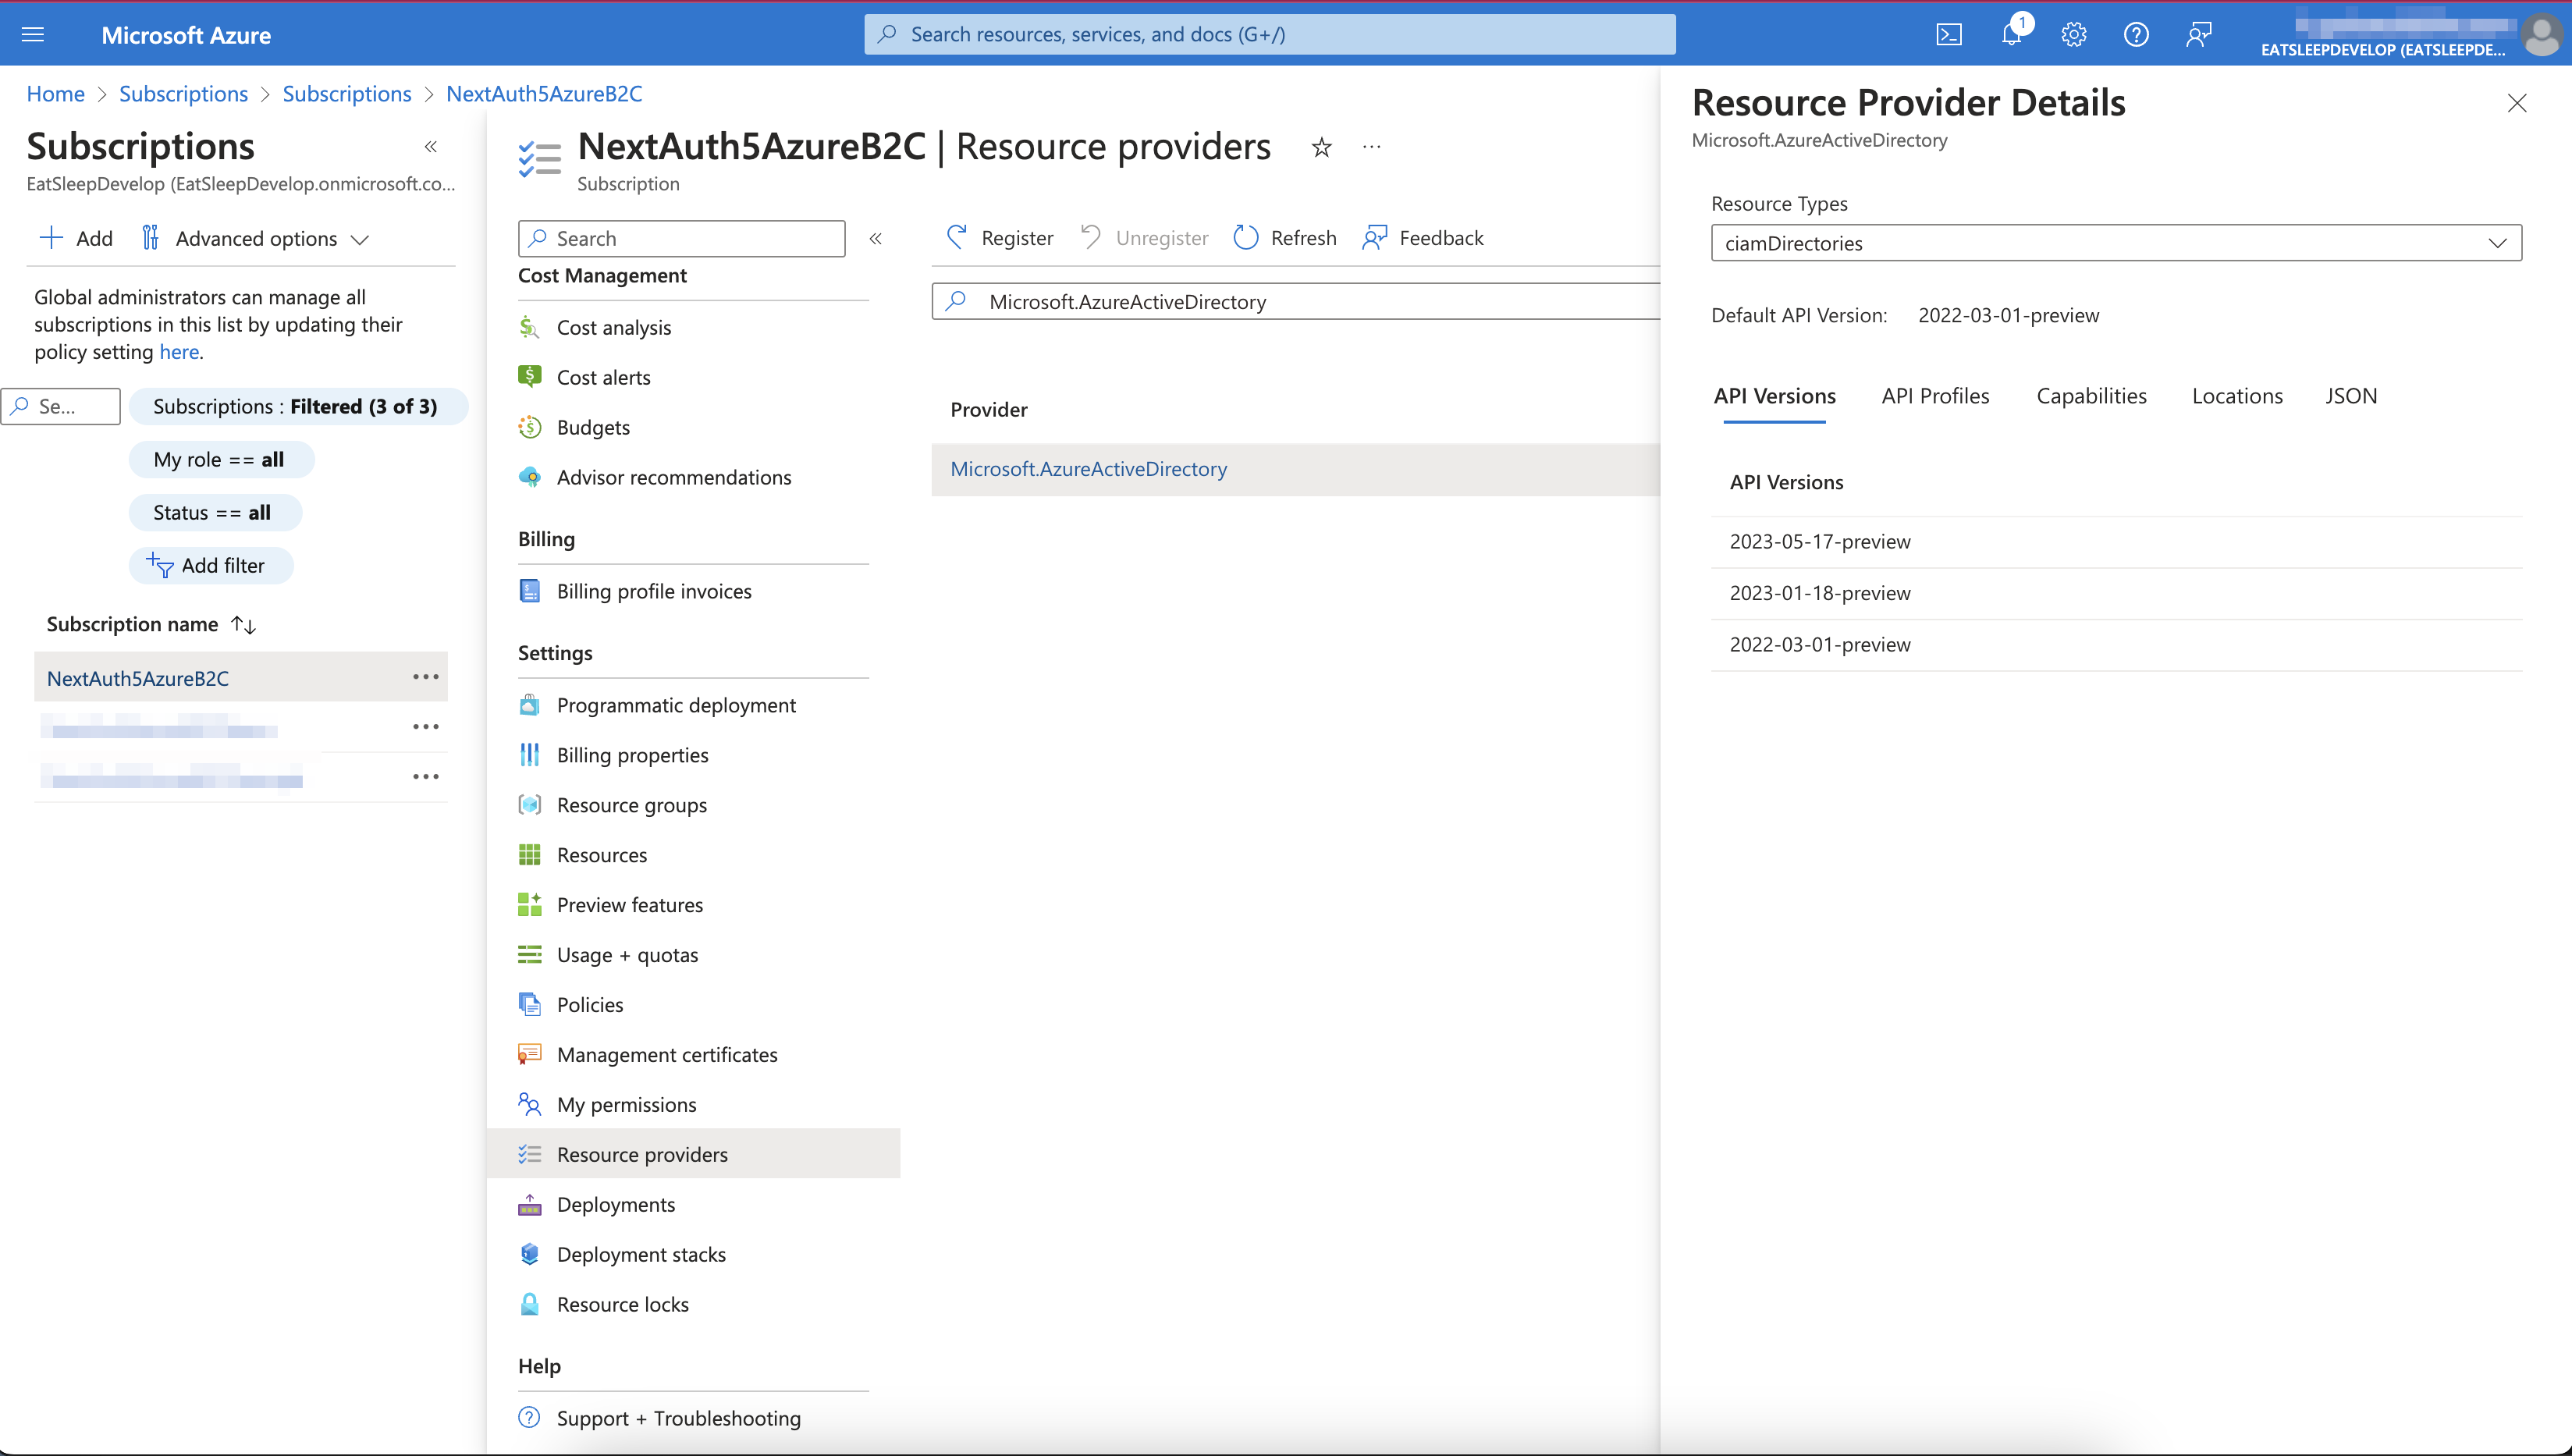 Microsoft Azure
Search resources, services, and docs (G+/)
1
EATSLEEPDEVELOP (EATSLEEPDE...
Home > Subscriptions > Subscriptions > NextAuth5AzureB2C
Subscriptions
EatSleepDevelop (EatSleepDevelop.onmicrosoft.co...
Add
Advanced options
Global administrators can manage all
subscriptions in this list by updating their
policy setting here.
Se...
Subscriptions : Filtered (3 of 3)
My role == all
Status == all
Add filter
Subscription name
NextAuth5AzureB2C
NextAuth5AzureB2C | Resource providers
Subscription
Search
Cost Management
Cost analysis
Cost alerts
Budgets
Advisor recommendations
Billing
Billing profile invoices
Settings
Programmatic deployment
Billing properties
Resource groups
Resources
Preview features
Usage + quotas
Policies
Management certificates
My permissions
Resource providers
Deployments
Deployment stacks
Resource locks
Help
Support + Troubleshooting
Register
Unregister
Refresh
Feedback
Microsoft.AzureActiveDirectory
Provider
Microsoft.AzureActiveDirectory
Resource Provider Details
Microsoft.AzureActiveDirectory
Resource Types
ciamDirectories
Default API Version: 2022-03-01-preview
API Versions
API Profiles
Capabilities
Locations
JSON
API Versions
2023-05-17-preview
2023-01-18-preview
2022-03-01-preview